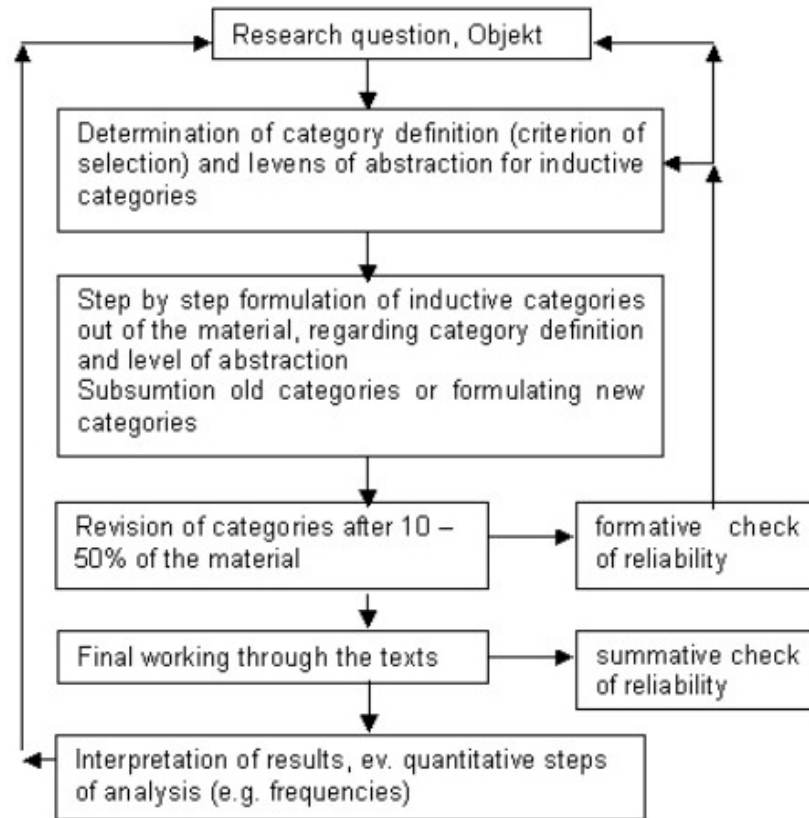 Research question, Objekt
Determination of category definition (criterion of
selection) and levens of abstraction for inductive
categories
Step by step formulation of inductive categories
out of the material, regarding category definition
and level of abstraction
Subsumtion old categories or formulating new
categories
Revision of categories after 10 –
50% of the material
formative check
of reliability
Final working through the texts
summative check
of reliability
Interpretation of results, ev. quantitative steps
of analysis (e.g. frequencies)